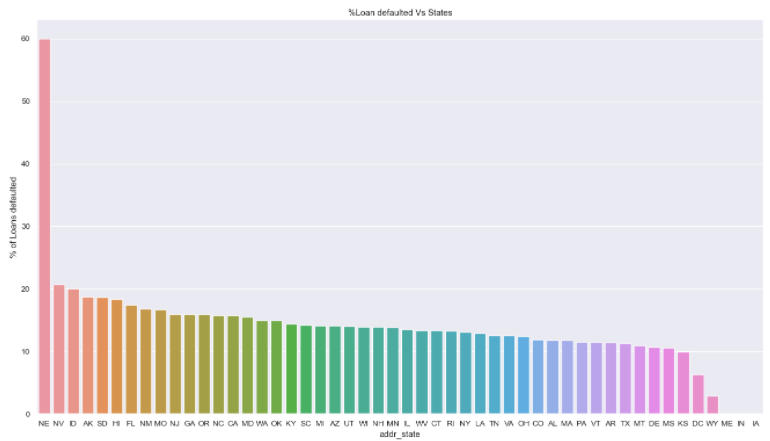 %Loan defaulted Vs States
60
50
40
30
20
10
0
% of Loans defaulted
NE NV ID AK SD HI FL NM MO NJ GA OR NC CA MD WA OK KY SC MI AZ UT WI NH MN IL WV CT RI NY LA TN VA OH CO AL MA PA VT AR TX MT DE MS KS DC WY ME IN IA
addr_state